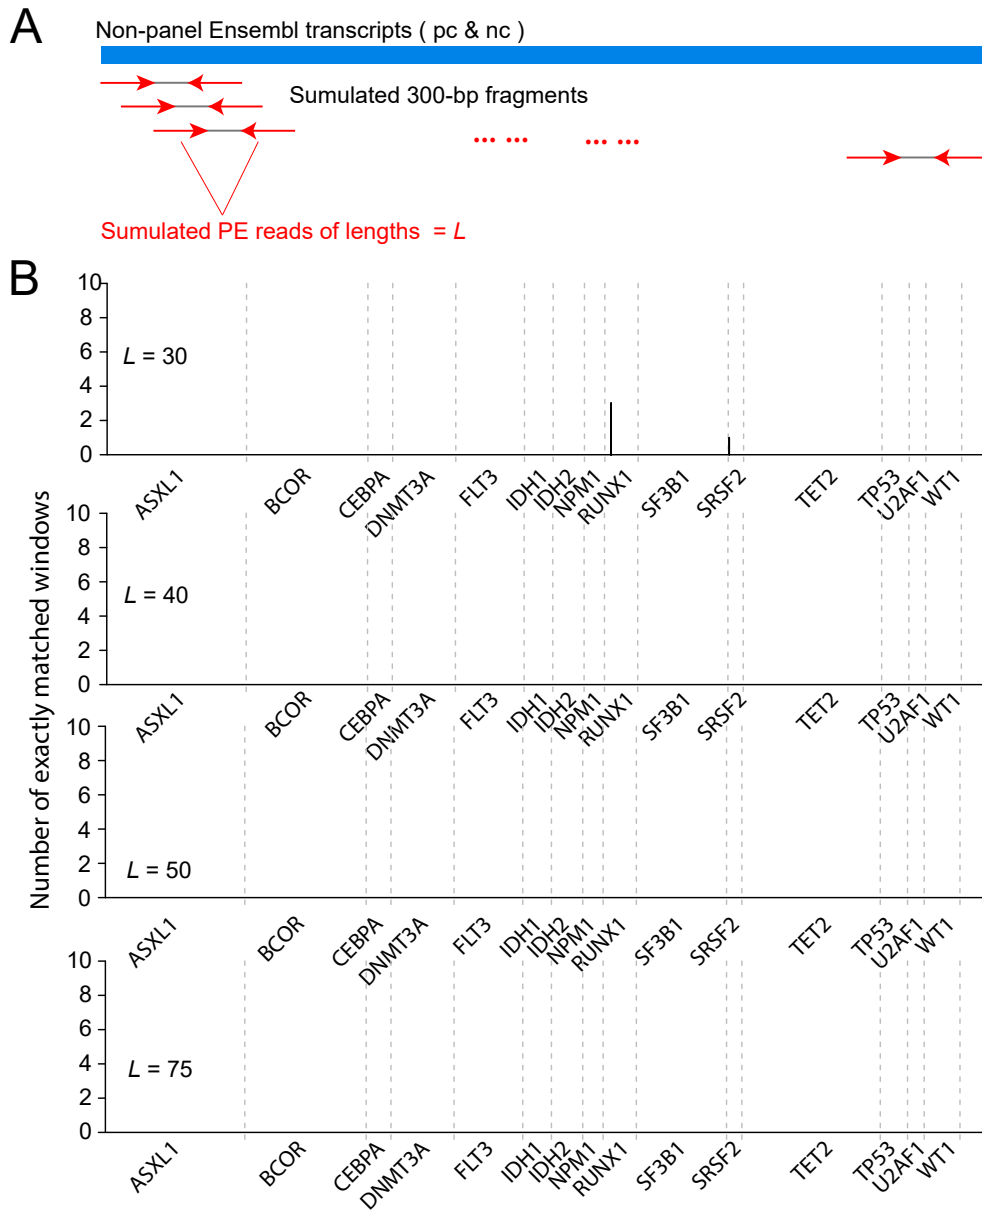 A
Non-panel Ensembl transcripts ( pc & nc )
Sumulated 300-bp fragments
Sumulated PE reads of lengths = L
B
Number of exactly matched windows
10
8
6
4
2
0
L = 30
ASXL1 BCOR CEBPA DNMT3A FLT3 IDH1 IDH2 NPM1 RUNX1 SF3B1 SRSF2 TET2 TP53 U2AF1 WT1
10
8
6
4
2
0
L = 40
ASXL1 BCOR CEBPA DNMT3A FLT3 IDH1 IDH2 NPM1 RUNX1 SF3B1 SRSF2 TET2 TP53 U2AF1 WT1
10
8
6
4
2
0
L = 50
ASXL1 BCOR CEBPA DNMT3A FLT3 IDH1 IDH2 NPM1 RUNX1 SF3B1 SRSF2 TET2 TP53 U2AF1 WT1
10
8
6
4
2
0
L = 75
ASXL1 BCOR CEBPA DNMT3A FLT3 IDH1 IDH2 NPM1 RUNX1 SF3B1 SRSF2 TET2 TP53 U2AF1 WT1